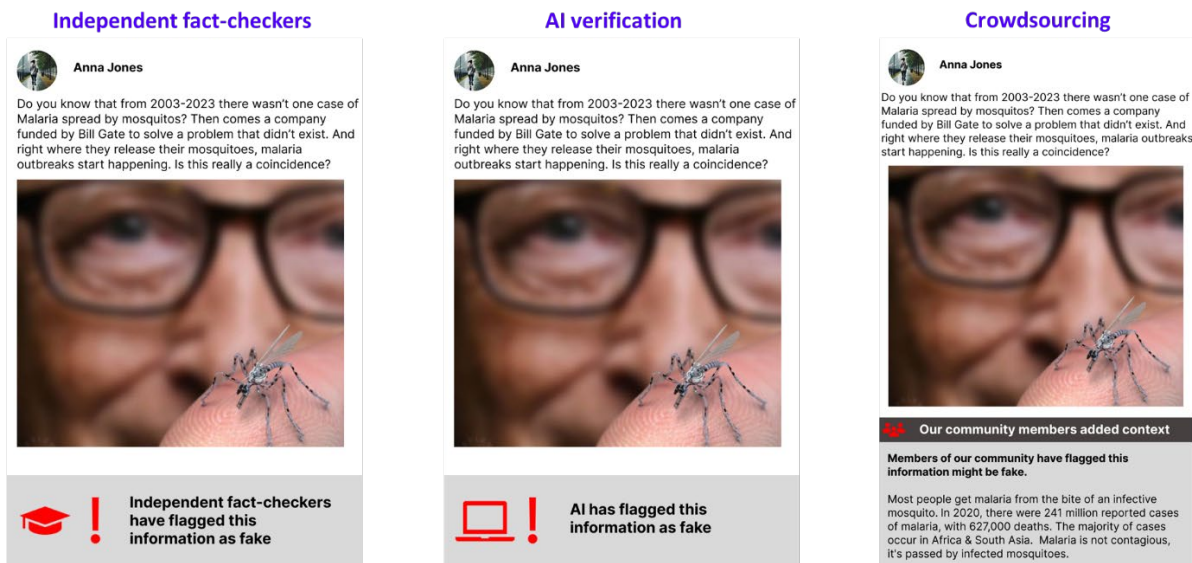 Independent fact-checkers
Anna Jones
Do you know that from 2003-2023 there wasn't one case of
Malaria spread by mosquitos? Then comes a company
funded by Bill Gate to solve a problem that didn't exist. And
right where they release their mosquitoes, malaria
outbreaks start happening. Is this really a coincidence?
Independent fact-checkers
have flagged this
information as fake
AI verification
Anna Jones
Do you know that from 2003-2023 there wasn't one case of
Malaria spread by mosquitos? Then comes a company
funded by Bill Gate to solve a problem that didn't exist. And
right where they release their mosquitoes, malaria
outbreaks start happening. Is this really a coincidence?
AI has flagged this
information as fake
Crowdsourcing
Anna Jones
Do you know that from 2003-2023 there wasn't one case of
Malaria spread by mosquitos? Then comes a company
funded by Bill Gate to solve a problem that didn't exist. And
right where they release their mosquitoes, malaria outbreaks
start happening. Is this really a coincidence?
Our community members added context
Members of our community have flagged this
information might be fake.
Most people get malaria from the bite of an infective
mosquito. In 2020, there were 241 million reported cases
of malaria, with 627,000 deaths. The majority of cases
occur in Africa & South Asia. Malaria is not contagious,
it's passed by infected mosquitoes.